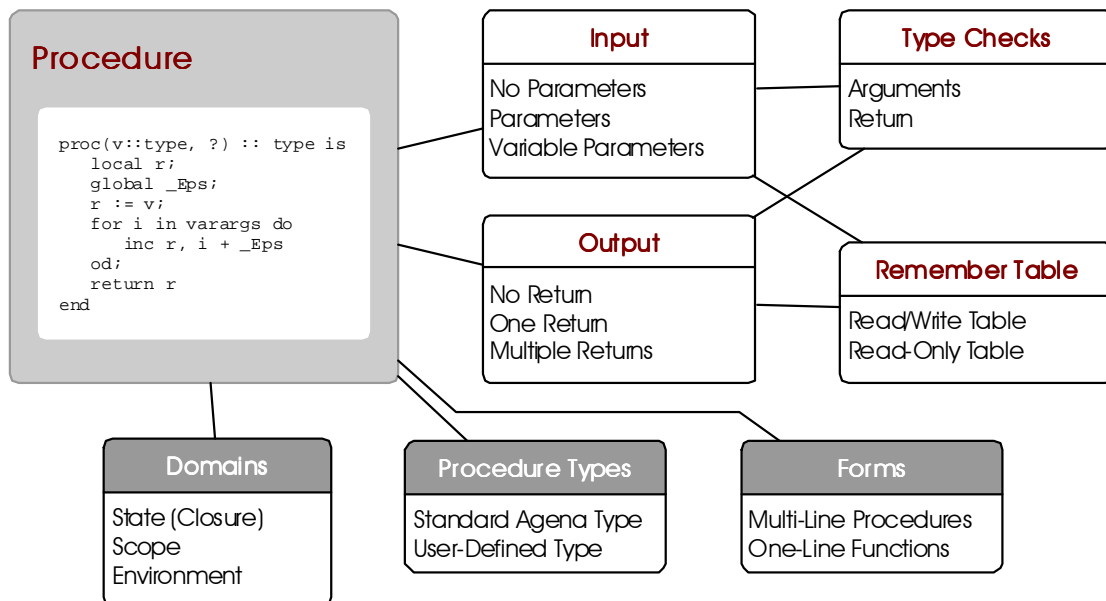 Procedure
proc(v::type, ?) :: type is
local r;
global _Eps;
r := v;
for i in varargs do
inc r, i + _Eps
od;
return r
end
Input
No Parameters
Parameters
Variable Parameters
Type Checks
Arguments
Return
Output
No Return
One Return
Multiple Returns
Remember Table
Read/Write Table
Read-Only Table
Domains
State (Closure)
Scope
Environment
Procedure Types
Standard Agena Type
User-Defined Type
Forms
Multi-Line Procedures
One-Line Functions